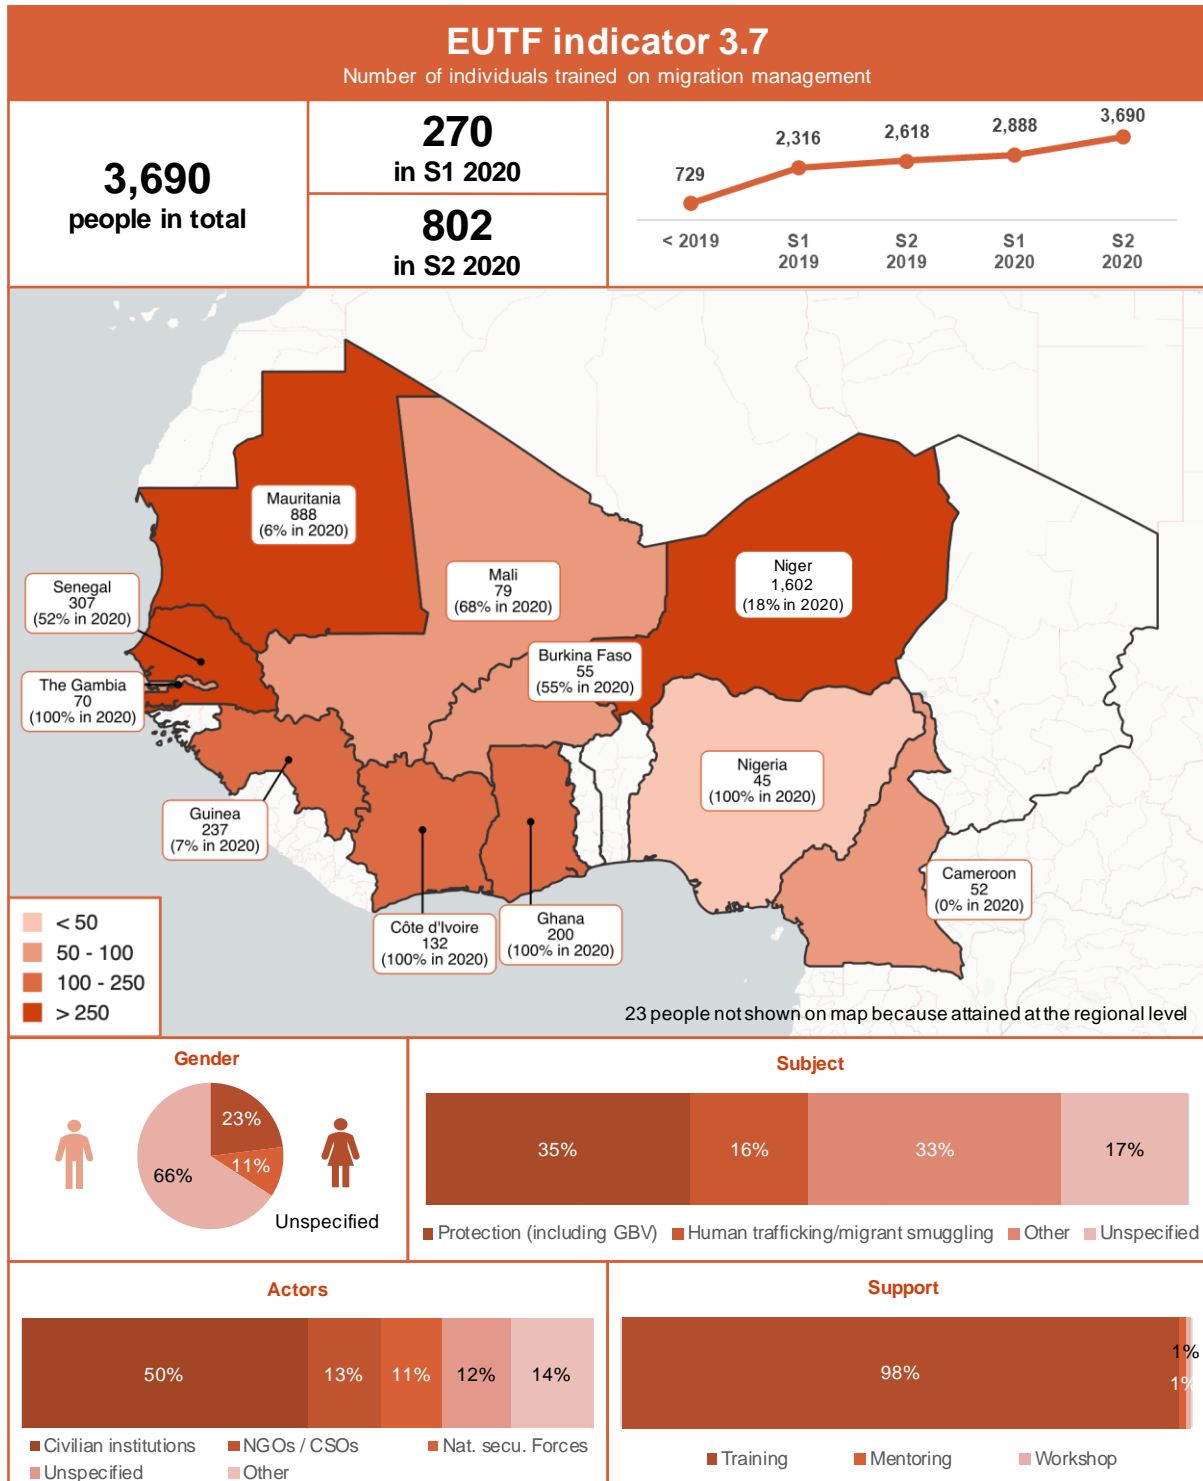 EUTF indicator 3.7
Number of individuals trained on migration management
3,690
people in total
270
in S1 2020
802
in S2 2020
729
2,316
2,618
2,888
3,690
< 2019
S1
2019
S2
2019
S1
2020
S2
2020
Mauritania
888
(6% in 2020)
Mali
79
(68% in 2020)
Niger
1,602
(18% in 2020)
Senegal
307
(52% in 2020)
The Gambia
70
(100% in 2020)
Burkina Faso
55
(55% in 2020)
Nigeria
45
(100% in 2020)
Guinea
237
(7% in 2020)
Cameroon
52
(0% in 2020)
Côte d'Ivoire
132
(100% in 2020)
Ghana
200
(100% in 2020)
< 50
50 - 100
100 - 250
> 250
23 people not shown on map because attained at the regional level
Gender
23%
11%
66%
Unspecified
Subject
35%
16%
33%
17%
Protection (including GBV)
Human trafficking/migrant smuggling
Other
Unspecified
Actors
50%
13%
11%
12%
14%
Civilian institutions
NGOs / CSOs
Nat. secu. Forces
Unspecified
Other
Support
98%
1%
1%
Training
Mentoring
Workshop